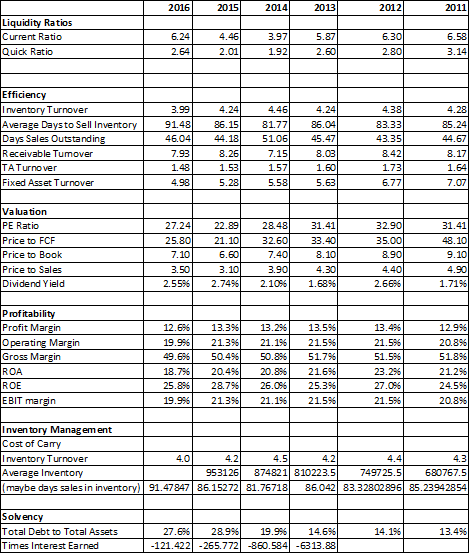 2016 2015 2014 2013 2012 2011
Liquidity Ratios
Current Ratio 6.24 4.46 3.97 5.87 6.30 6.58
Quick Ratio 2.64 2.01 1.92 2.60 2.80 3.14
Efficiency
Inventory Turnover 3.99 4.24 4.46 4.24 4.38 4.28
Average Days to Sell Inventory 91.48 86.15 81.77 86.04 83.33 85.24
Days Sales Outstanding 46.04 44.18 51.06 45.47 43.35 44.67
Receivable Turnover 7.93 8.26 7.15 8.03 8.42 8.17
TA Turnover 1.48 1.53 1.57 1.60 1.73 1.64
Fixed Asset Turnover 4.98 5.28 5.58 5.63 6.77 7.07
Valuation
PE Ratio 27.24 22.89 28.48 31.41 32.90 31.41
Price to FCF 25.80 21.10 32.60 33.40 35.00 48.10
Price to Book 7.10 6.60 7.40 8.10 8.90 9.10
Price to Sales 3.50 3.10 3.90 4.30 4.40 4.90
Dividend Yield 2.55% 2.74% 2.10% 1.68% 2.66% 1.71%
Profitability
Profit Margin 12.6% 13.3% 13.2% 13.5% 13.4% 12.9%
Operating Margin 19.9% 21.3% 21.1% 21.5% 21.5% 20.8%
Gross Margin 49.6% 50.4% 50.8% 51.7% 51.5% 51.8%
ROA 18.7% 20.4% 20.8% 21.6% 23.2% 21.2%
ROE 25.8% 28.7% 26.0% 25.3% 27.0% 24.5%
EBIT margin 19.9% 21.3% 21.1% 21.5% 21.5% 20.8%
Inventory Management
Cost of Carry
Inventory Turnover 4.0 4.2 4.5 4.2 4.4 4.3
Average Inventory 953126 874821 810223.5 749725.5 680767.5
(maybe days sales in inventory) 91.47847 86.15272 81.76718 86.042 83.32802896 85.23942854
Solvency
Total Debt to Total Assets 27.6% 28.9% 19.9% 14.6% 14.1% 13.4%
Times Interest Earned -121.422 -265.772 -860.584 -6313.88